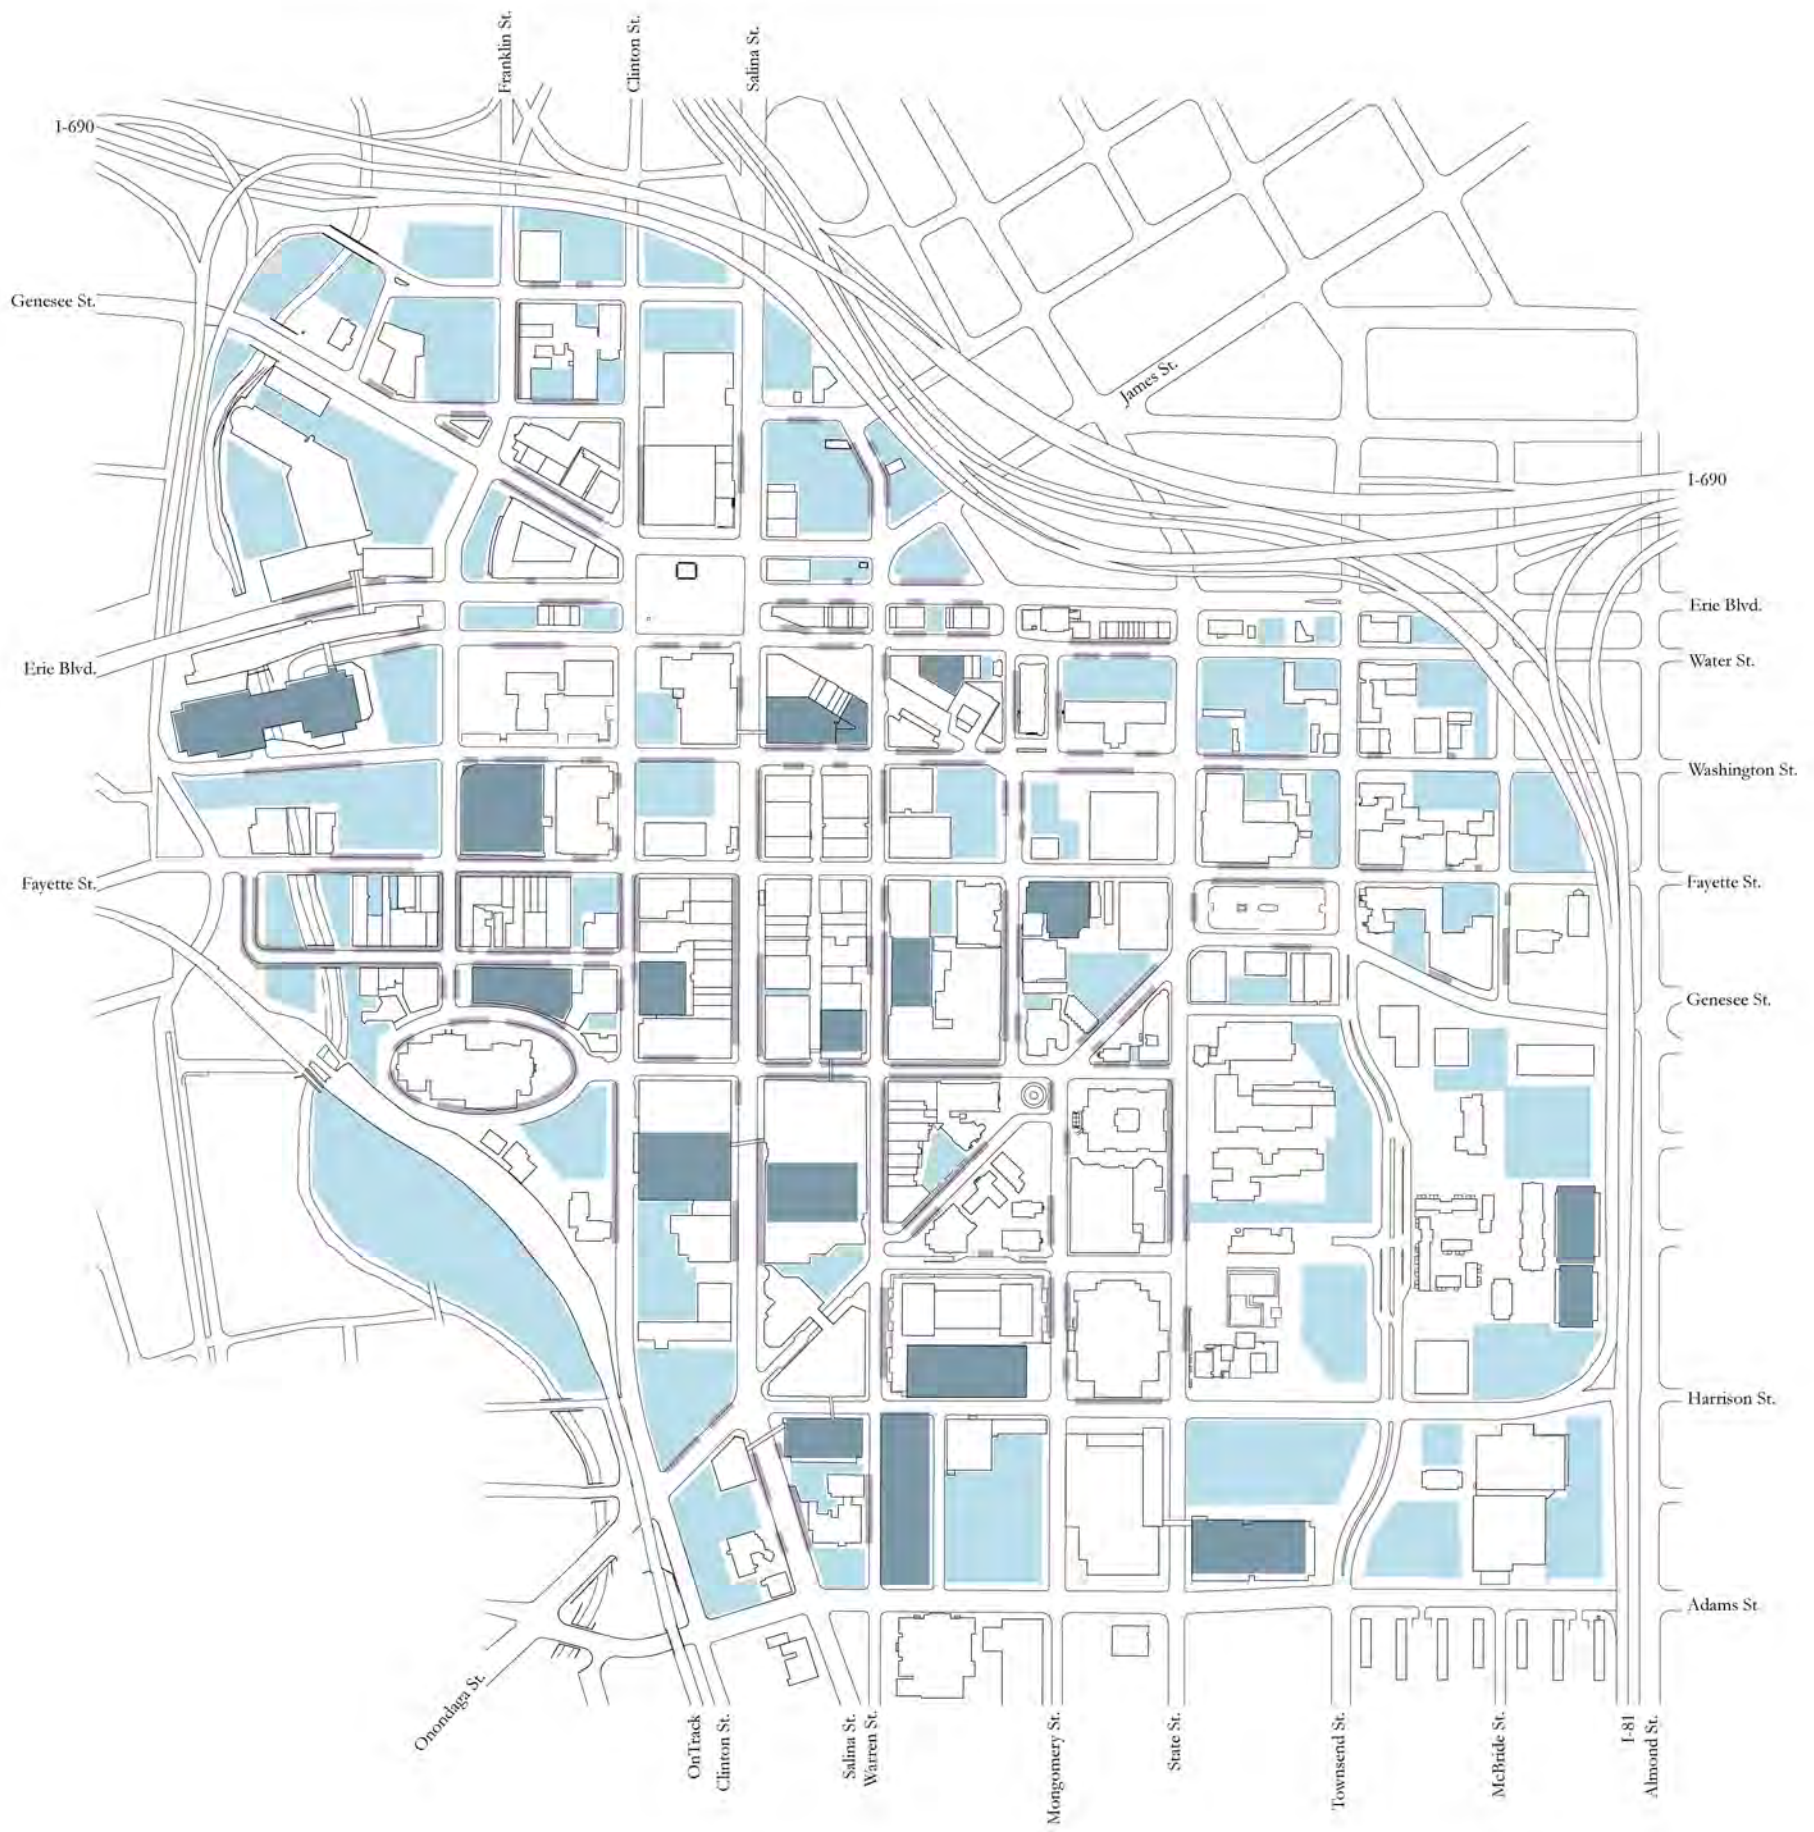 Franklin St.
Clinton St.
Salina St.
I-690
Genesee St.
James St.
I-690
Erie Blvd.
Erie Blvd.
Water St.
Washington St.
Fayette St.
Fayette St.
Genesee St.
Harrison St.
Adams St
Onondaga St.
OnTrack
Clinton St.
Salina St.
Warren St.
Montgomery St.
State St.
Townsend St.
McBride St.
I-81
Almond St.